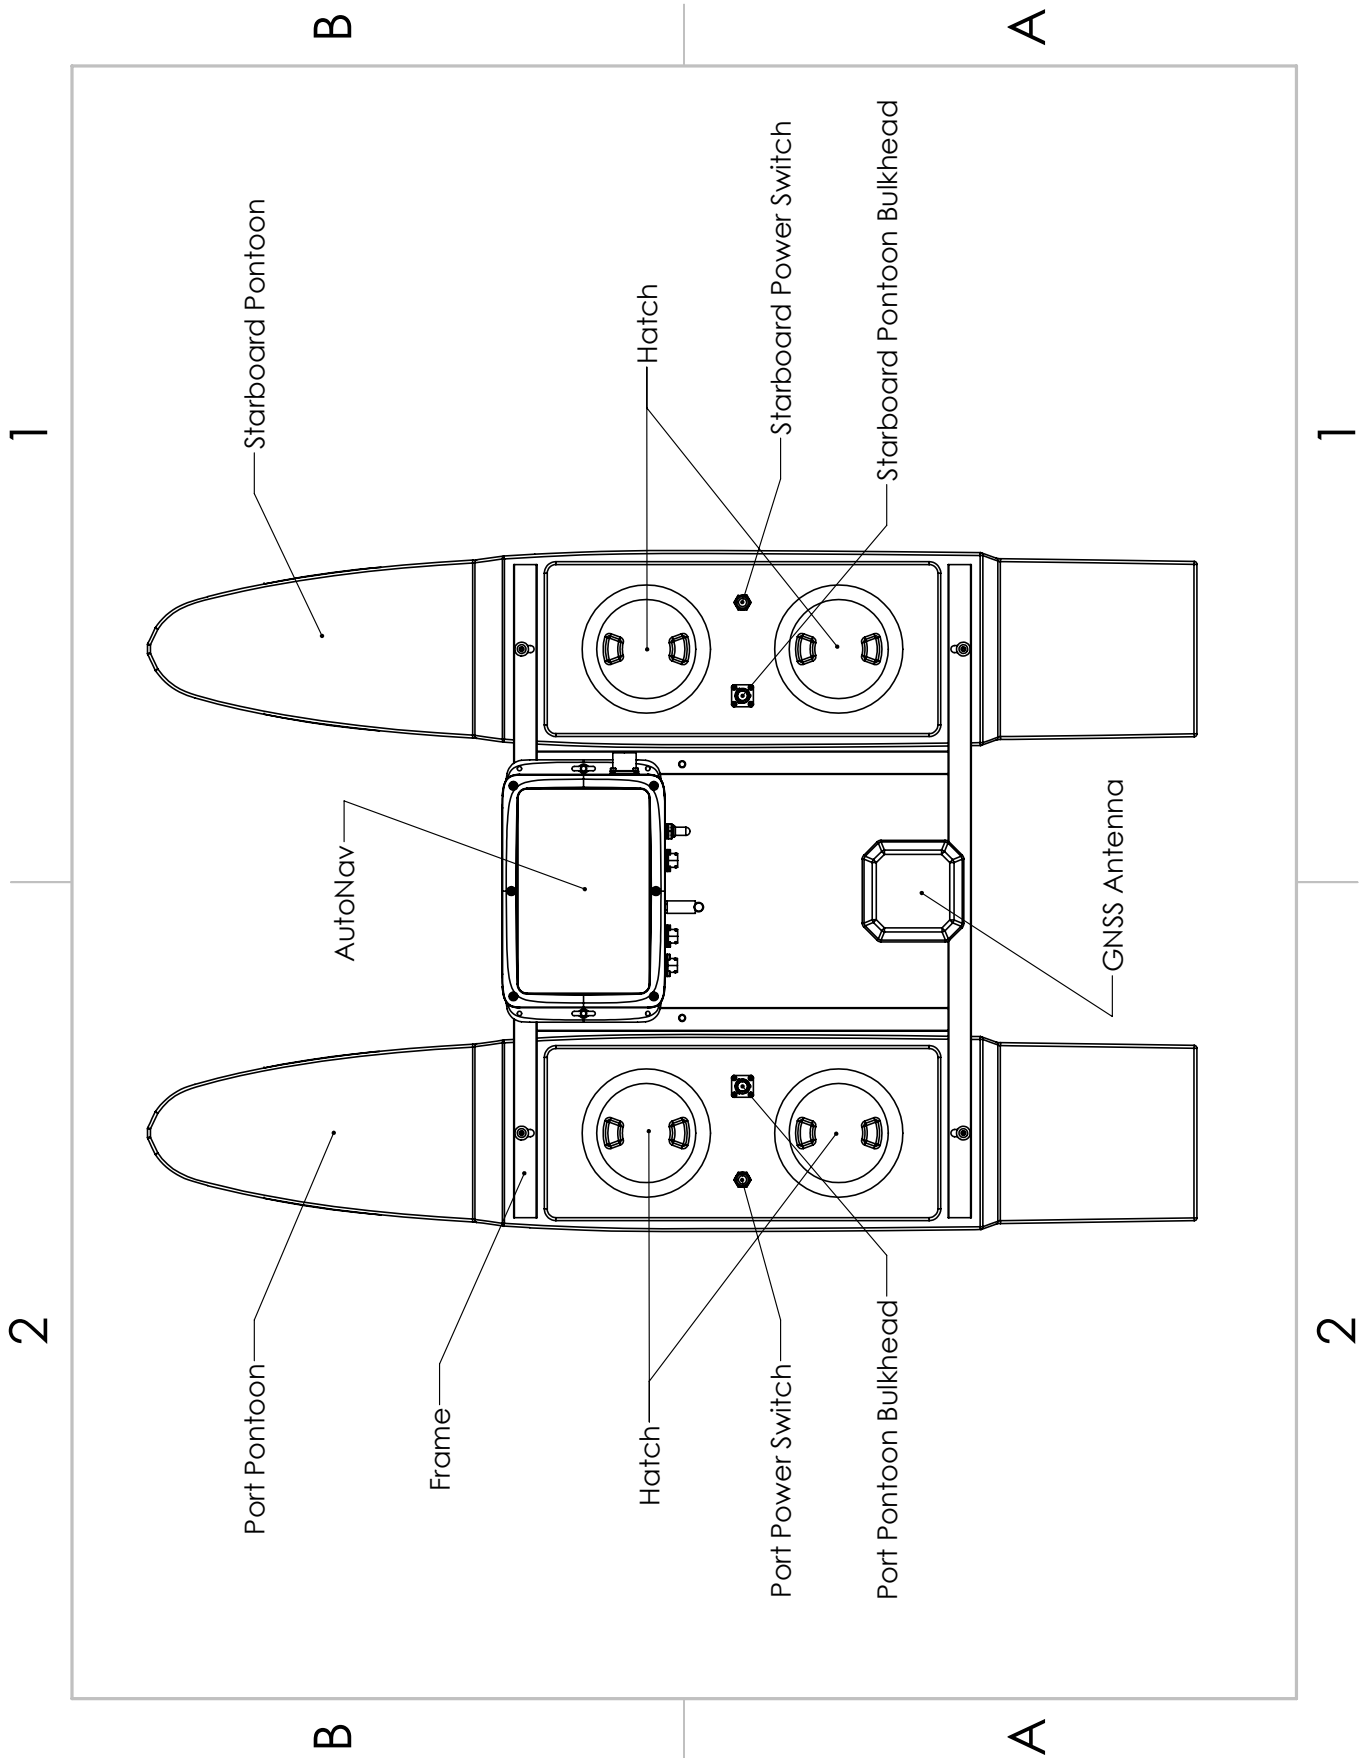 2
1
B
B
Port Pontoon
Starboard Pontoon
AutoNav
Frame
Hatch
Hatch
Port Power Switch
Starboard Power Switch
Port Pontoon Bulkhead
Starboard Pontoon Bulkhead
A
A
GNSS Antenna
2
1